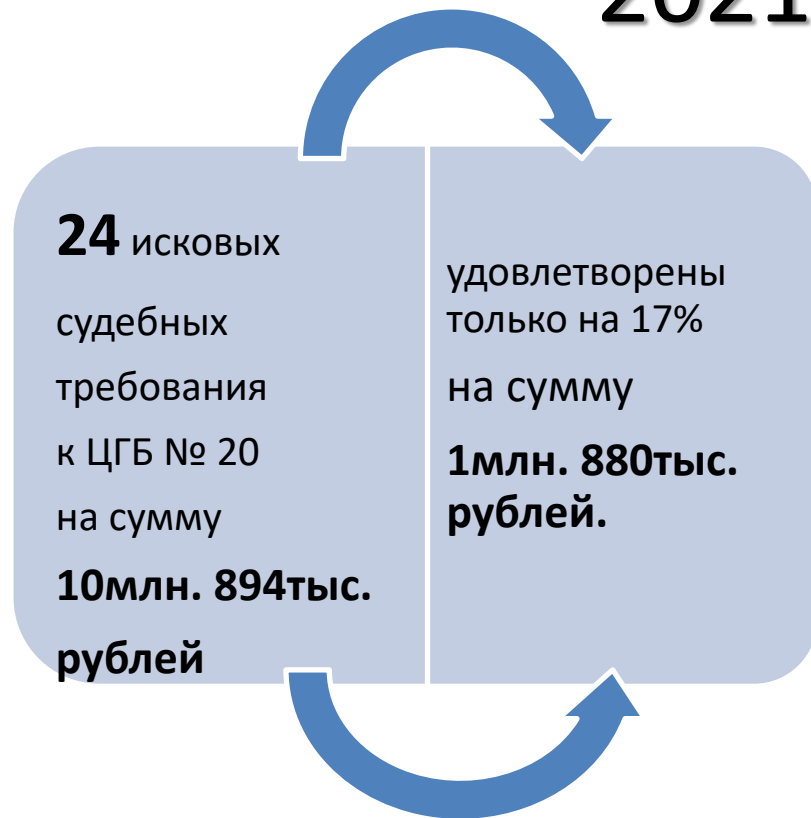 2021
24 исковых
судебных
требования
к ЦГБ № 20
на сумму
10млн. 894тыс.
рублей
удовлетворены
только на 17%
на сумму
1млн. 880тыс.
рублей.